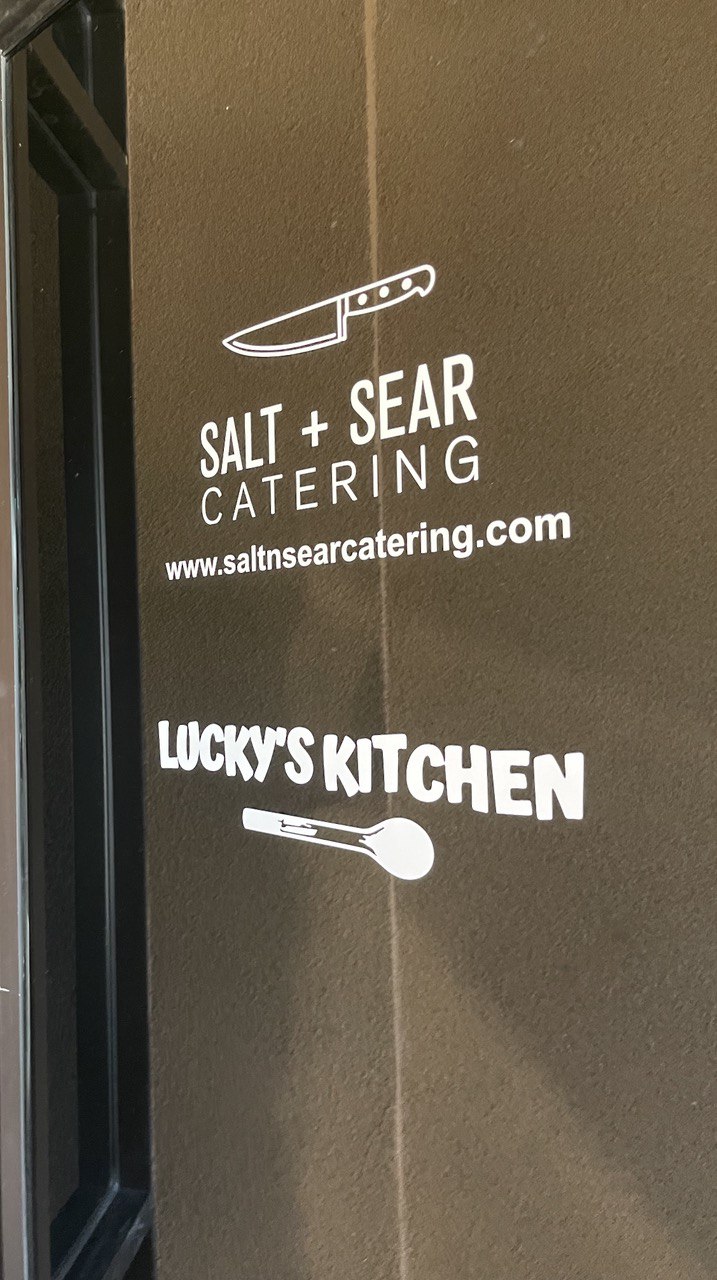 SALT + SEAR
CATERING
www.saltnsearcatering.com
LUCKY'S KITCHEN